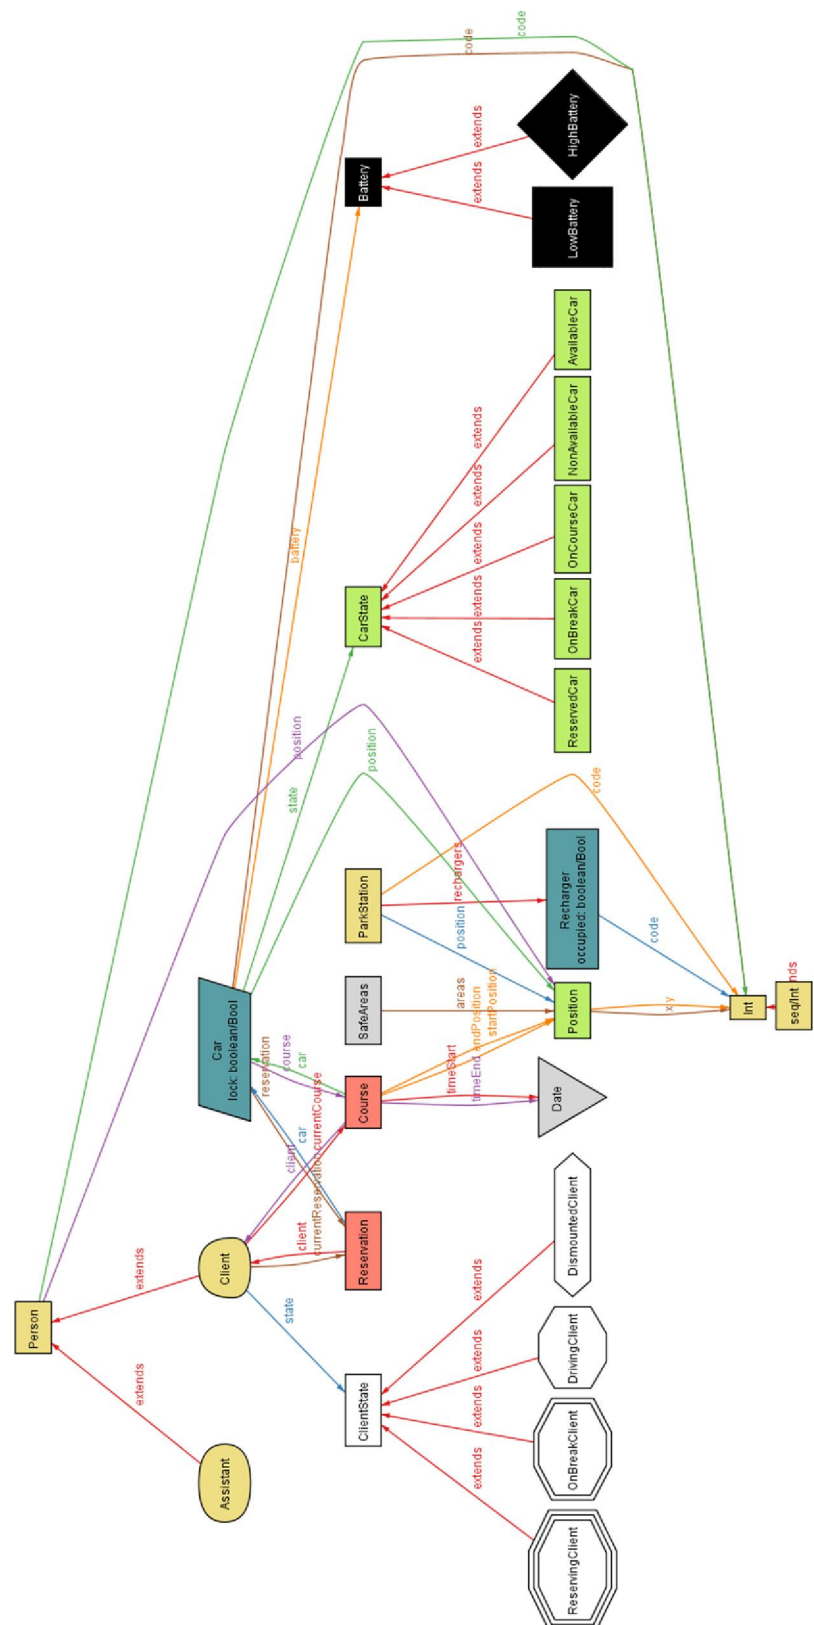 Person
extends
extends
Assistant
Client
Car
lock: boolean/Bool
state
client
currentReservation
client
currentCourse
car
reservation
course
car
state
position
position
battery
code
code
ClientState
Reservation
Course
SafeAreas
ParkStation
CarState
Battery
extends
extends
extends
extends
timeStart
timeEnd
endPosition
startPosition
areas
position
rechargers
code
extends
extends
extends
extends
extends
extends
extends
ReservingClient
OnBreakClient
DrivingClient
DismountedClient
Date
Position
Recharger
occupied: boolean/Bool
ReservedCar
OnBreakCar
OnCourseCar
NonAvailableCar
AvailableCar
LowBattery
HighBattery
x y
code
Int
nds
seq/Int